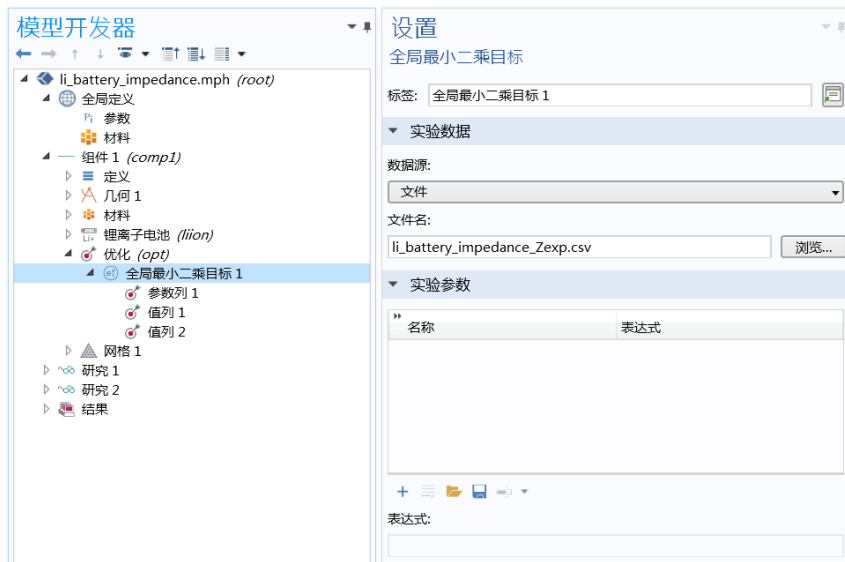 模型开发器
li_battery_impedance.mph (root)
全局定义
Pi 参数
材料
组件 1 (comp1)
定义
几何 1
材料
Li+ 锂离子电池 (liion)
优化 (opt)
ef 全局最小二乘目标 1
参数列 1
值列 1
值列 2
网格 1
研究 1
研究 2
结果
设置
全局最小二乘目标
标签: 全局最小二乘目标 1
实验数据
数据源:
文件
文件名:
li_battery_impedance_Zexp.csv 浏览...
实验参数
名称 表达式
表达式: